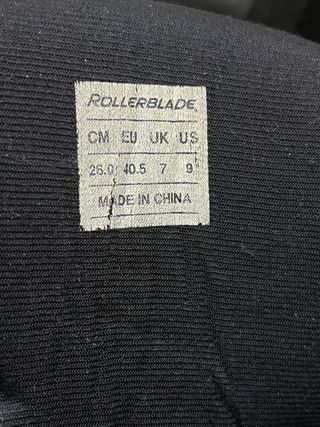 ROLLERBLADE
CM EU UK US
26.0 40.5 7 9
MADE IN CHINA